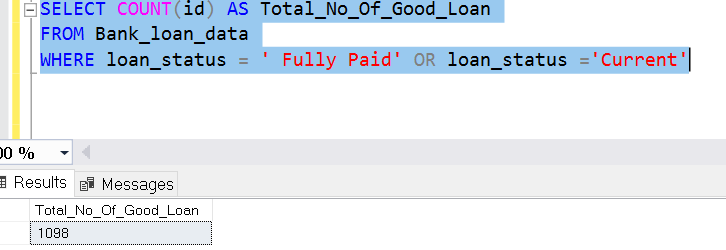 SELECT COUNT(id) AS Total_No_Of_Good_Loan
FROM Bank_loan_data
WHERE loan_status = ' Fully Paid' OR loan_status ='Current'
00 %
Results Messages
Total_No_Of_Good_Loan
1098